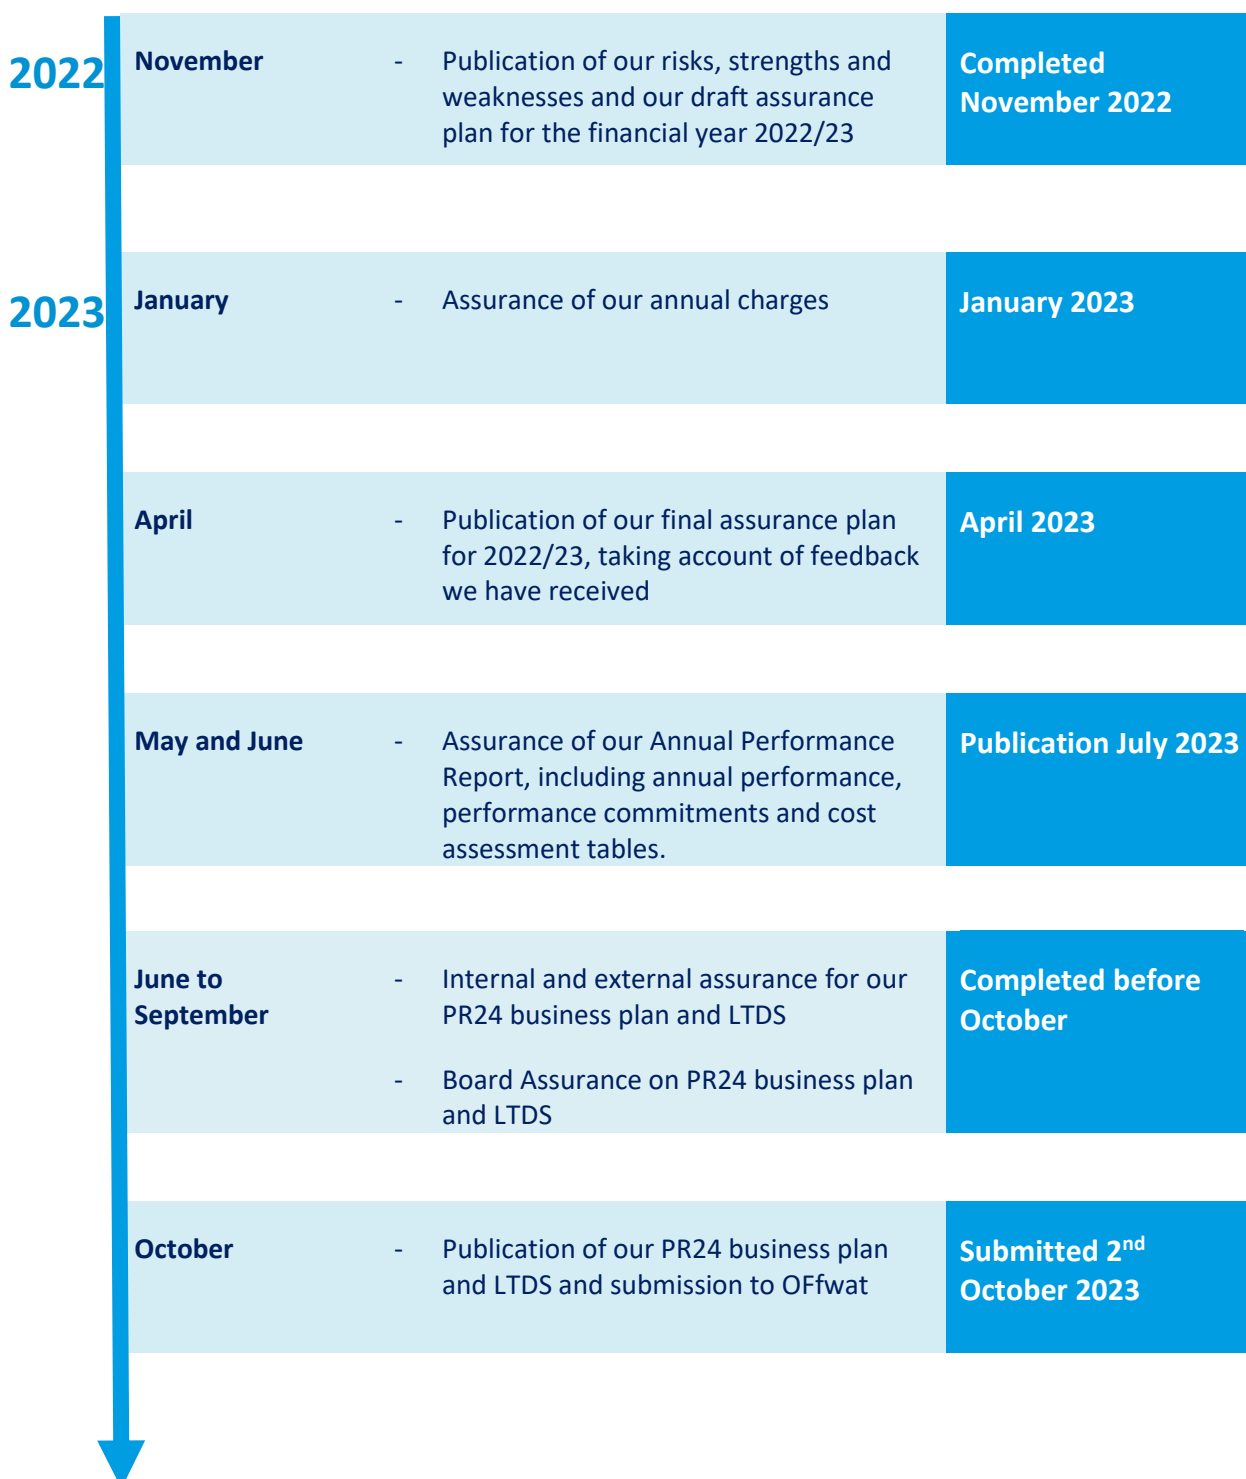 2022
November
- Publication of our risks, strengths and
weaknesses and our draft assurance
plan for the financial year 2022/23
Completed
November 2022
2023
January
- Assurance of our annual charges
January 2023
April
- Publication of our final assurance plan
for 2022/23, taking account of feedback
we have received
April 2023
May and June
- Assurance of our Annual Performance
Report, including annual performance,
performance commitments and cost
assessment tables.
Publication July 2023
June to
September
- Internal and external assurance for our
PR24 business plan and LTDS
- Board Assurance on PR24 business plan
and LTDS
Completed before
October
October
- Publication of our PR24 business plan
and LTDS and submission to OFfwat
Submitted 2nd
October 2023